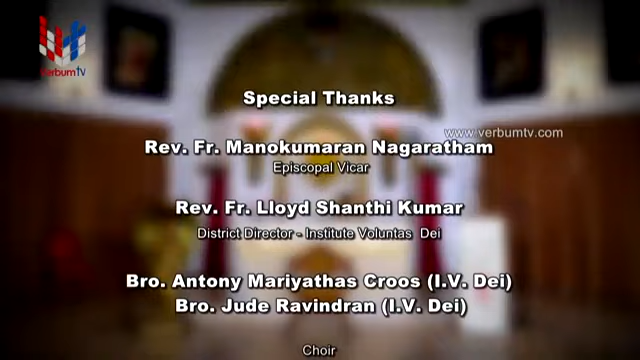 verbumtv
Special Thanks
www.verbumtv.com
Rev. Fr. Manokumaran Nagaratham
Episcopal Vicar
Rev. Fr. Lloyd Shanthi Kumar
District Director - Institute Voluntas Dei
Bro. Antony Mariyathas Croos (I.V. Dei)
Bro. Jude Ravindran (I.V. Dei)
Choir